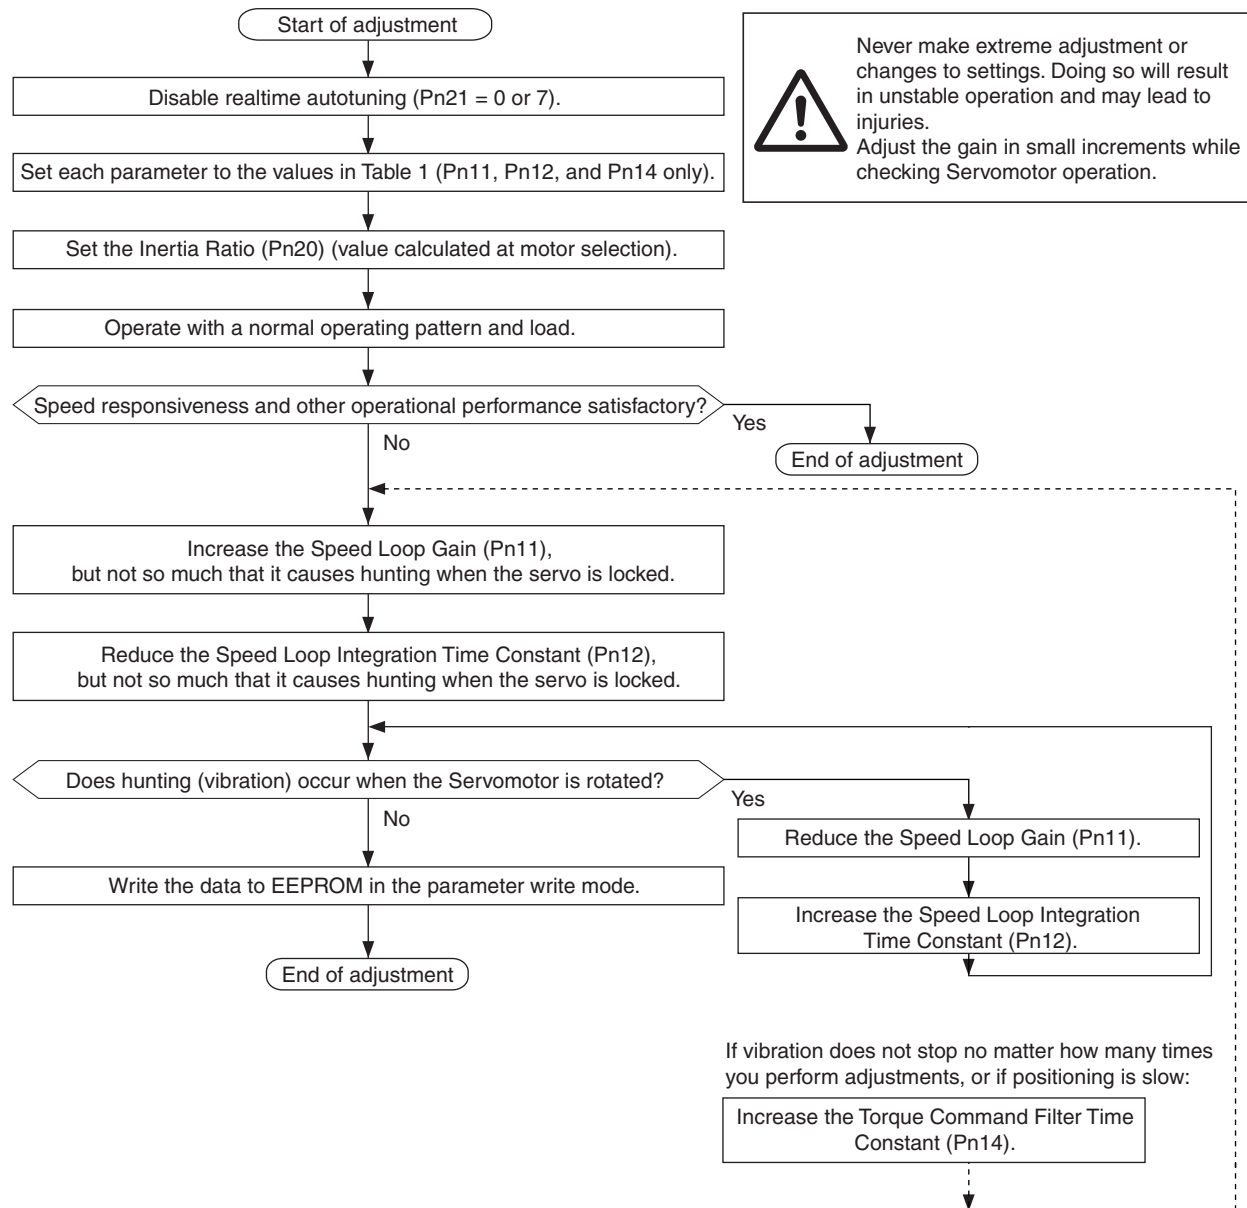 Start of adjustment
Never make extreme adjustment or
changes to settings. Doing so will result
in unstable operation and may lead to
injuries.
Adjust the gain in small increments while
checking Servomotor operation.
Disable realtime autotuning (Pn21 = 0 or 7).
Set each parameter to the values in Table 1 (Pn11, Pn12, and Pn14 only).
Set the Inertia Ratio (Pn20) (value calculated at motor selection).
Operate with a normal operating pattern and load.
Speed responsiveness and other operational performance satisfactory?
Yes
No
End of adjustment
Increase the Speed Loop Gain (Pn11),
but not so much that it causes hunting when the servo is locked.
Reduce the Speed Loop Integration Time Constant (Pn12),
but not so much that it causes hunting when the servo is locked.
Does hunting (vibration) occur when the Servomotor is rotated?
Yes
No
Reduce the Speed Loop Gain (Pn11).
Write the data to EEPROM in the parameter write mode.
Increase the Speed Loop Integration
Time Constant (Pn12).
End of adjustment
If vibration does not stop no matter how many times
you perform adjustments, or if positioning is slow:
Increase the Torque Command Filter Time
Constant (Pn14).